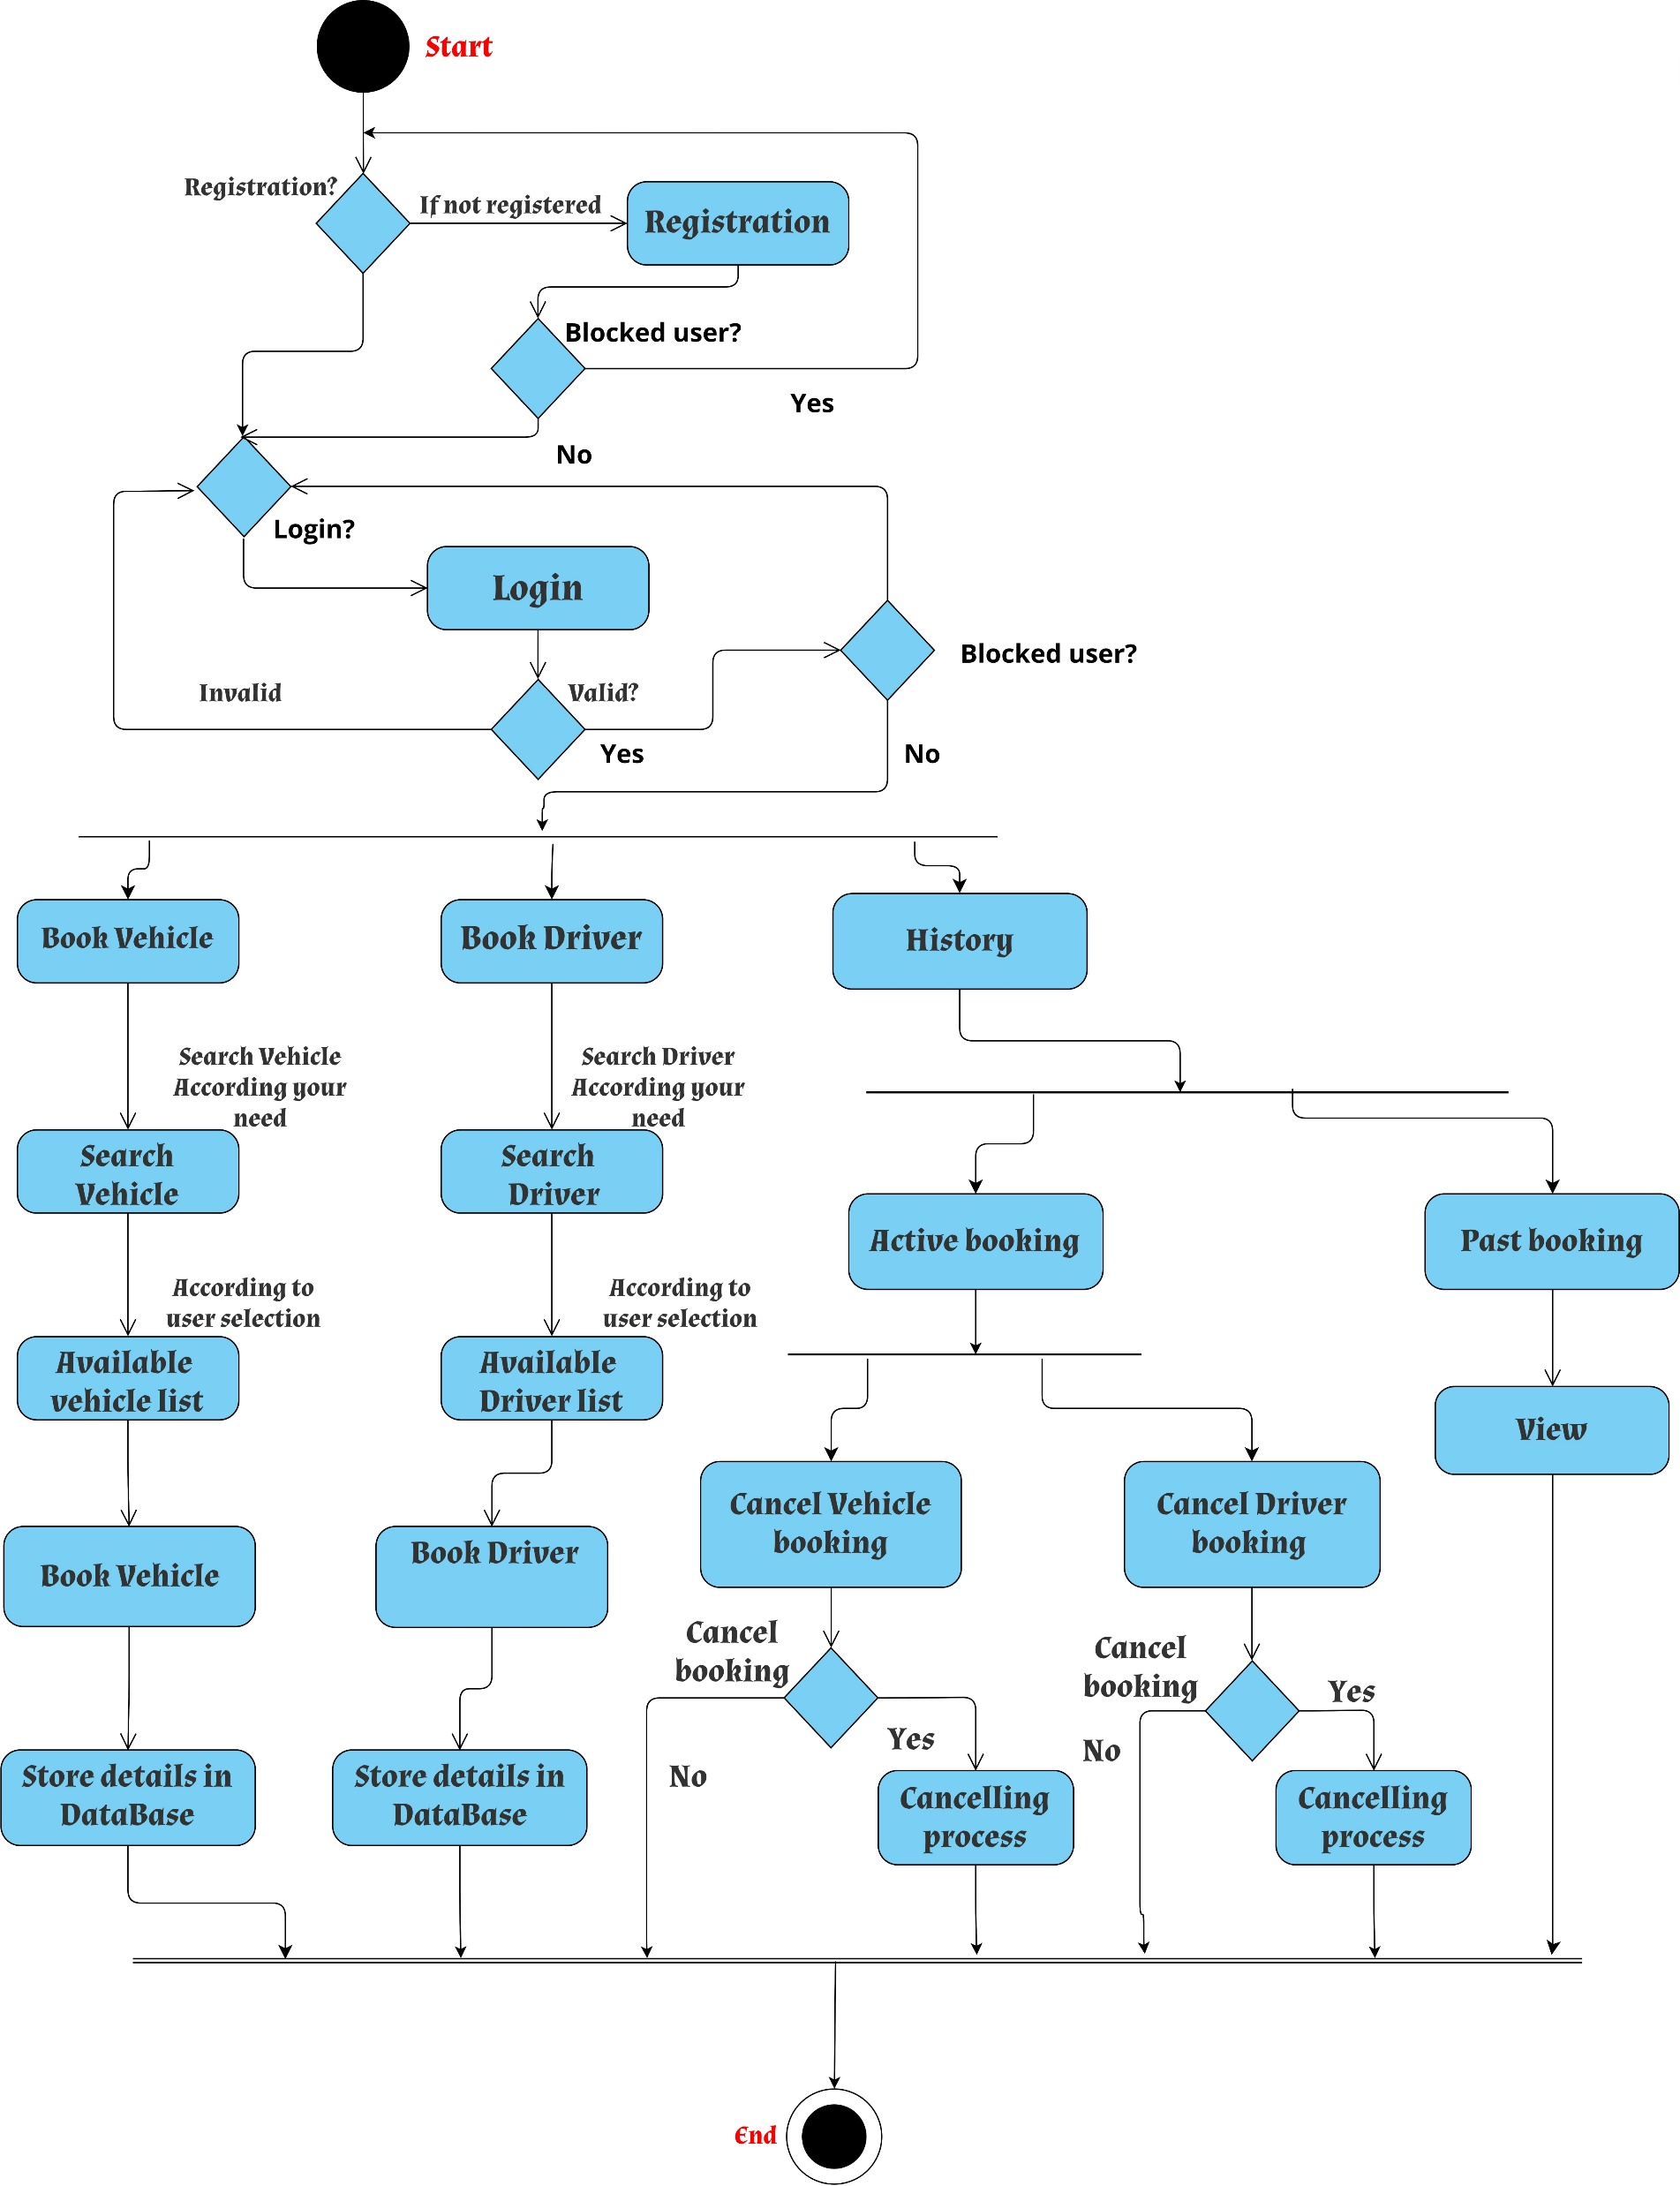 Start
Registration?
If not registered
Registration
Blocked user?
Yes
No
Login?
Login
Blocked user?
Invalid
Valid?
Yes
No
Book Vehicle
Book Driver
History
Search Vehicle
According your
need
Search Driver
According your
need
Search
Vehicle
Search
Driver
Active booking
Past booking
According to
user selection
According to
user selection
Available
vehicle list
Available
Driver list
View
Cancel Vehicle
booking
Cancel Driver
booking
Book Vehicle
Book Driver
Cancel
booking
Cancel
booking
Yes
Yes
No
No
Store details in
DataBase
Store details in
DataBase
Cancelling
process
Cancelling
process
End